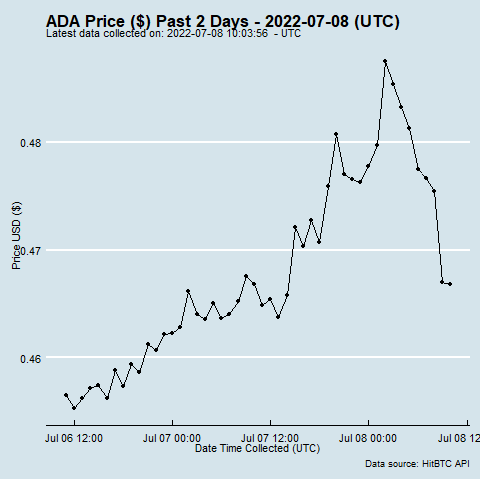 ADA Price ($) Past 2 Days - 2022-07-08 (UTC)
Latest data collected on: 2022-07-08 10:03:56  - UTC
0.48
0.47
0.46
Price USD ($)
Jul 06 12:00 Jul 07 00:00 Jul 07 12:00 Jul 08 00:00 Jul 08 12
Date Time Collected (UTC)
Data source: HitBTC API